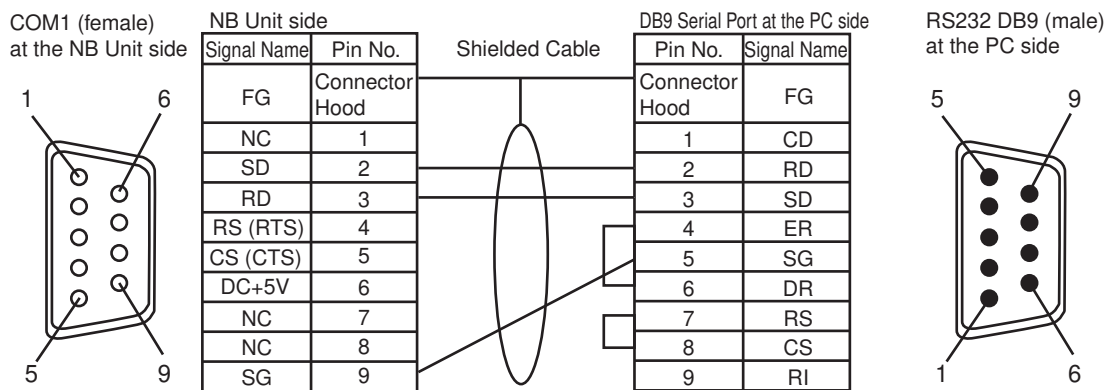 COM1 (female)
at the NB Unit side
1 6
5 9
NB Unit side
Signal Name Pin No.
FG Connector
Hood
NC 1
SD 2
RD 3
RS (RTS) 4
CS (CTS) 5
DC+5V 6
NC 7
NC 8
SG 9
Shielded Cable
DB9 Serial Port at the PC side
Pin No. Signal Name
Connector
Hood FG
1 CD
2 RD
3 SD
4 ER
5 SG
6 DR
7 RS
8 CS
9 RI
RS232 DB9 (male)
at the PC side
5 9
1 6